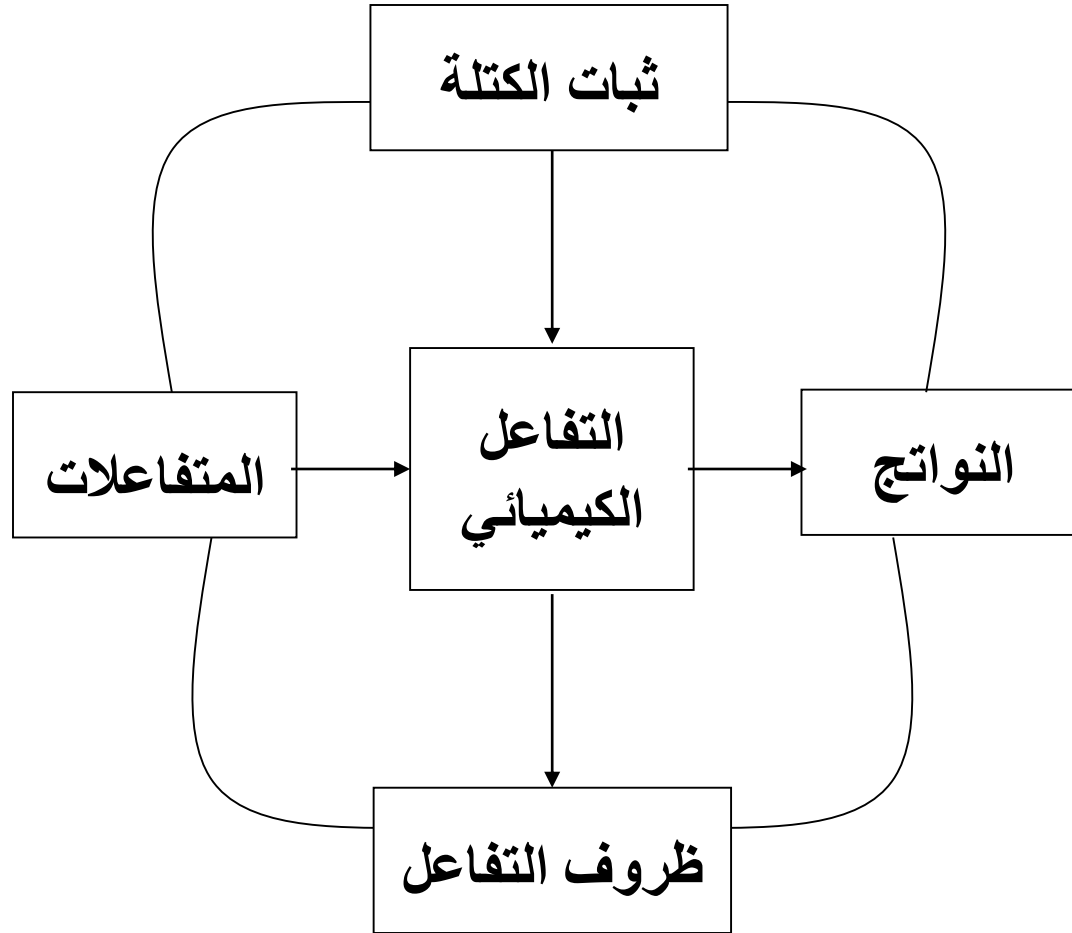 ثبات الكتلة
النواتج
التفاعل
الكيميائي
المتفاعلات
ظروف التفاعل